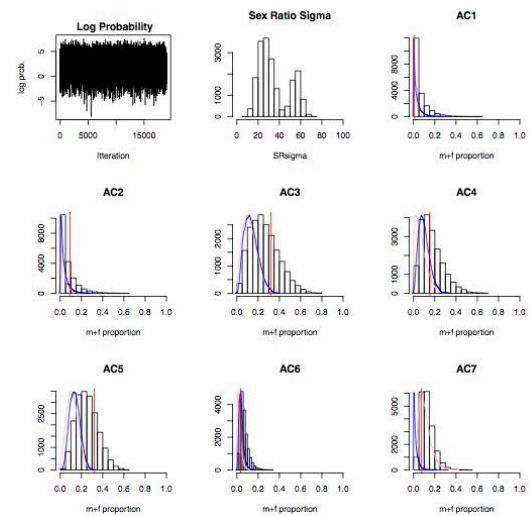 Log Probability
log prob.
5
0
-5
0 5000 15000
Itteration
Sex Ratio Sigma
3000
1000
0
0 20 40 60 80 100
SRsigma
AC1
8000
4000
0
0.0 0.2 0.4 0.6 0.8 1.0
m+f proportion
AC2
8000
4000
0
0.0 0.2 0.4 0.6 0.8 1.0
m+f proportion
AC3
3000
1000
0
0.0 0.2 0.4 0.6 0.8 1.0
m+f proportion
AC4
3000
1000
0
0.0 0.2 0.4 0.6 0.8 1.0
m+f proportion
AC5
2500
1000
0
0.0 0.2 0.4 0.6 0.8 1.0
m+f proportion
AC6
4000
2000
0
0.0 0.2 0.4 0.6 0.8 1.0
m+f proportion
AC7
5000
2000
0
0.0 0.2 0.4 0.6 0.8 1.0
m+f proportion